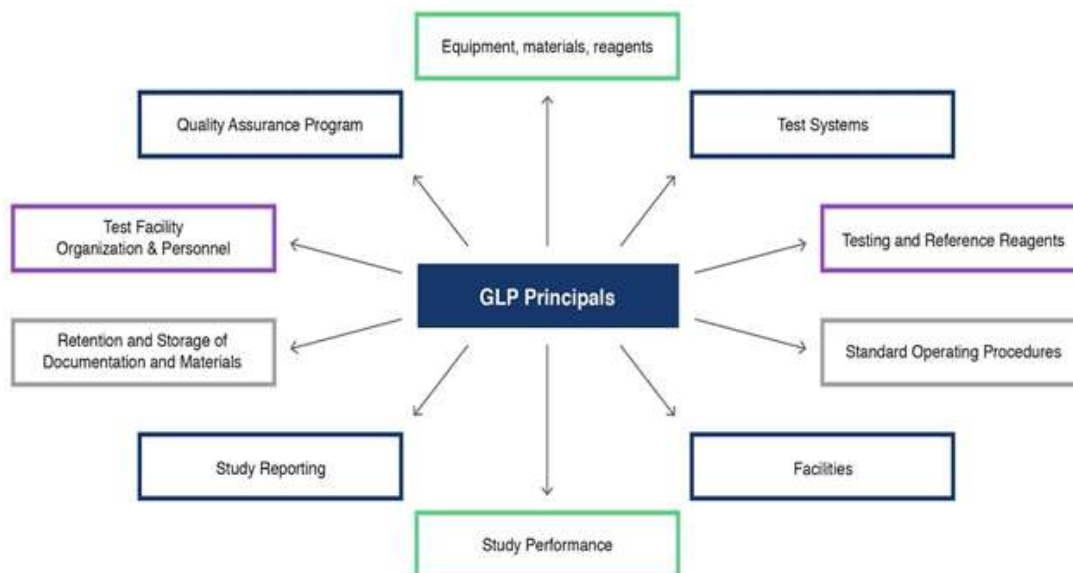 Equipment, materials, reagents
Quality Assurance Program
Test Systems
Test Facility
Organization & Personnel
Testing and Reference Reagents
GLP Principals
Retention and Storage of
Documentation and Materials
Standard Operating Procedures
Study Reporting
Facilities
Study Performance